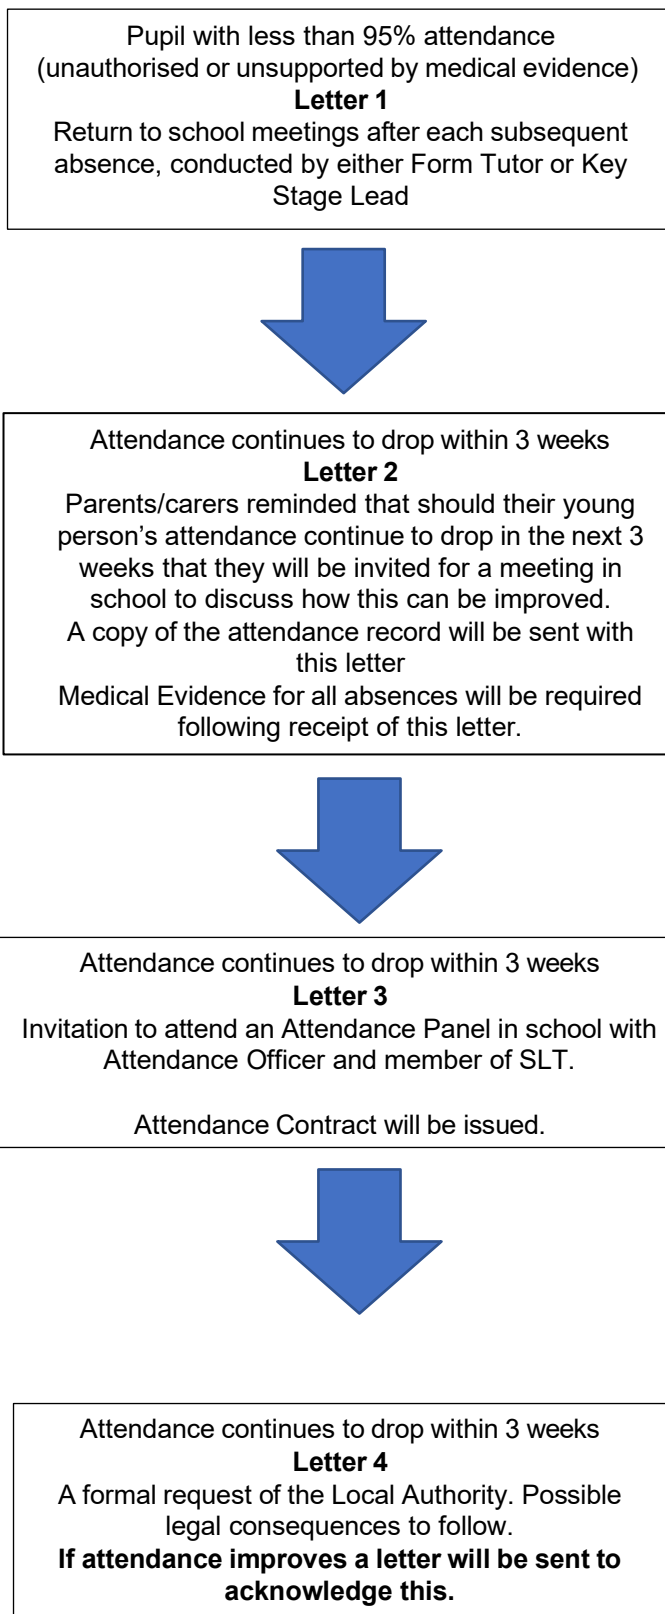 Pupil with less than 95% attendance
(unauthorised or unsupported by medical evidence)
Letter 1
Return to school meetings after each subsequent
absence, conducted by either Form Tutor or Key
Stage Lead
Attendance continues to drop within 3 weeks
Letter 2
Parents/carers reminded that should their young
person’s attendance continue to drop in the next 3
weeks that they will be invited for a meeting in
school to discuss how this can be improved.
A copy of the attendance record will be sent with
this letter
Medical Evidence for all absences will be required
following receipt of this letter.
Attendance continues to drop within 3 weeks
Letter 3
Invitation to attend an Attendance Panel in school with
Attendance Officer and member of SLT.
Attendance Contract will be issued.
Attendance continues to drop within 3 weeks
Letter 4
A formal request of the Local Authority. Possible
legal consequences to follow.
If attendance improves a letter will be sent to
acknowledge this.